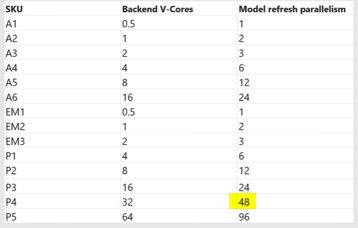 SKU Backend V-Cores Model refresh parallelism
A1 0.5 1
A2 1 2
A3 2 3
A4 4 6
A5 8 12
A6 16 24
EM1 0.5 1
EM2 1 2
EM3 2 3
P1 4 6
P2 8 12
P3 16 24
P4 32 48
P5 64 96